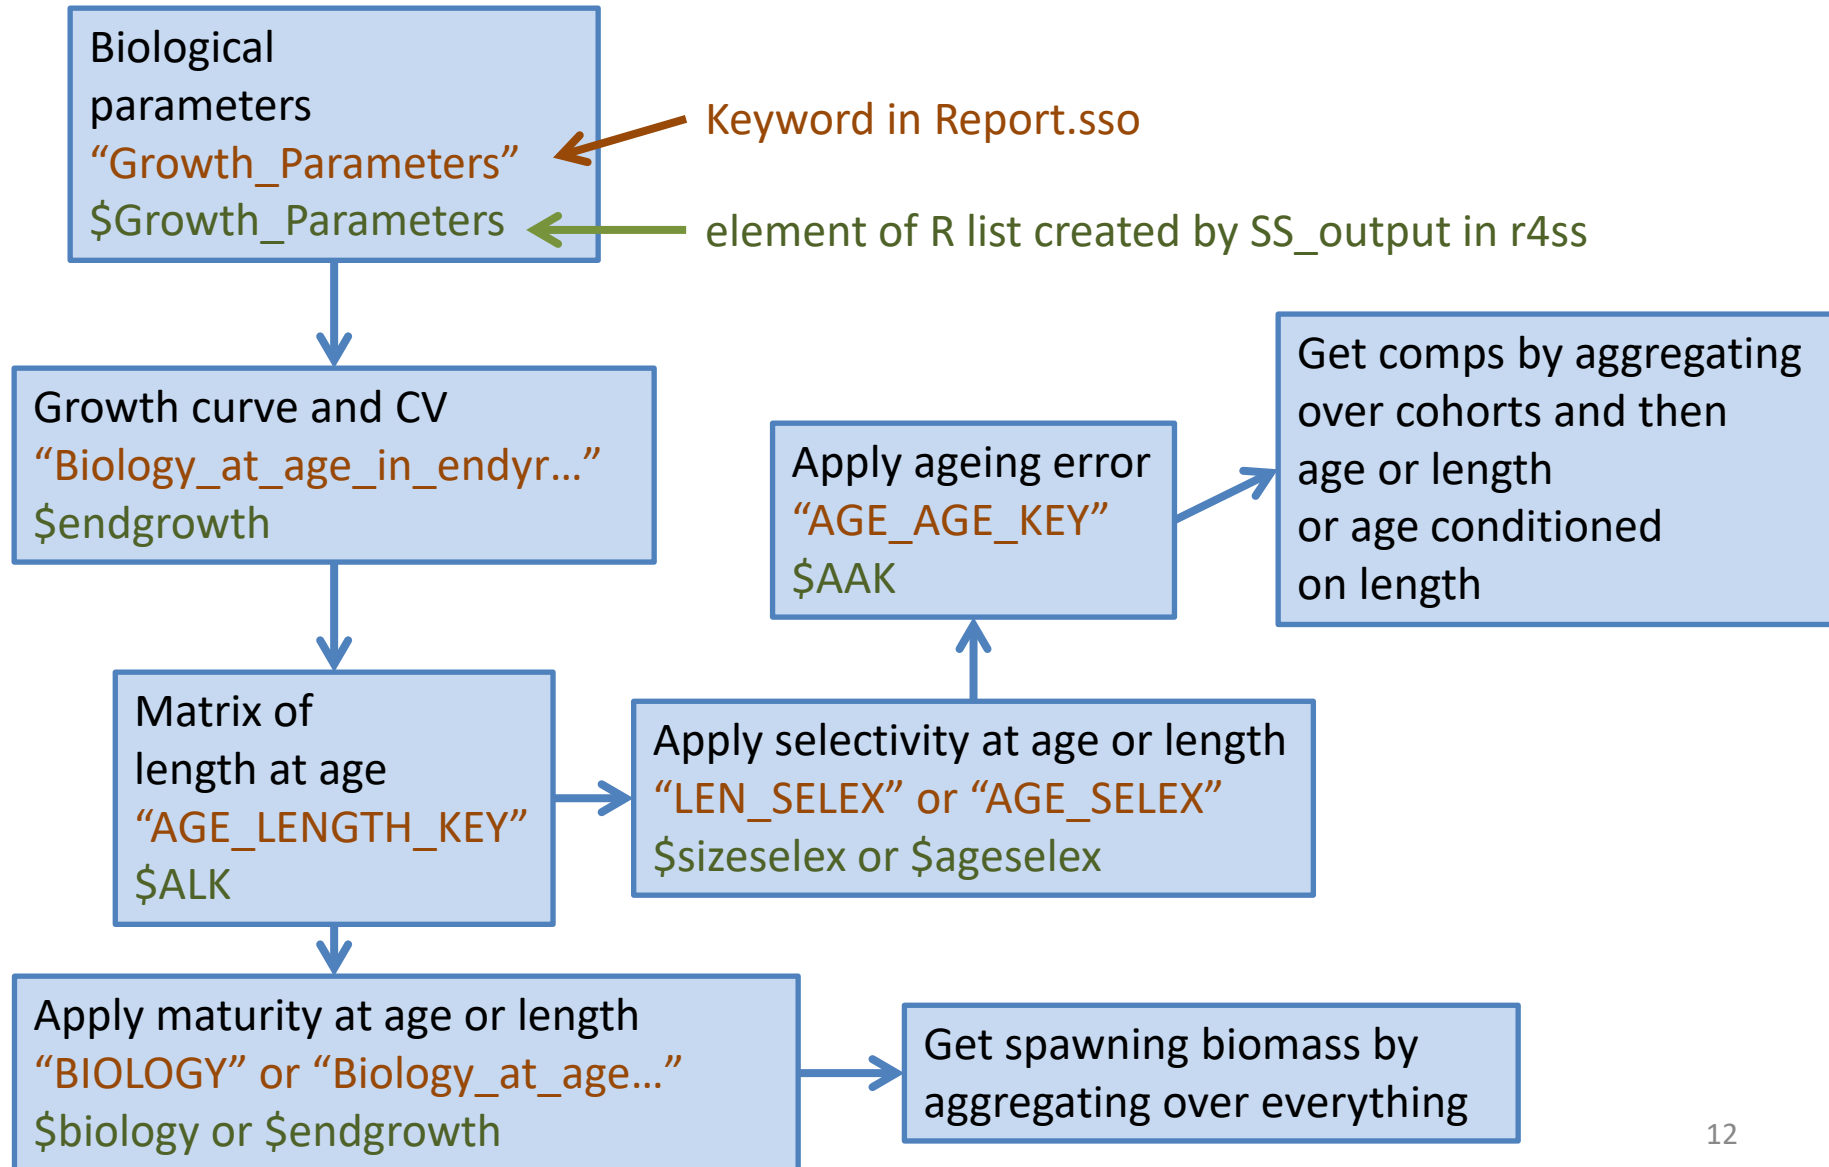 Biological
parameters
“Growth_Parameters”
$Growth_Parameters
Keyword in Report.sso
element of R list created by SS_output in r4ss
Growth curve and CV
“Biology_at_age_in_endyr…”
$endgrowth
Matrix of
length at age
“AGE_LENGTH_KEY”
$ALK
Apply selectivity at age or length
“LEN_SELEX” or “AGE_SELEX”
$sizeselex or $ageselex
Apply ageing error
“AGE_AGE_KEY”
$AAK
Get comps by aggregating
over cohorts and then
age or length
or age conditioned
on length
Apply maturity at age or length
“BIOLOGY” or “Biology_at_age…”
$biology or $endgrowth
Get spawning biomass by
aggregating over everything
12